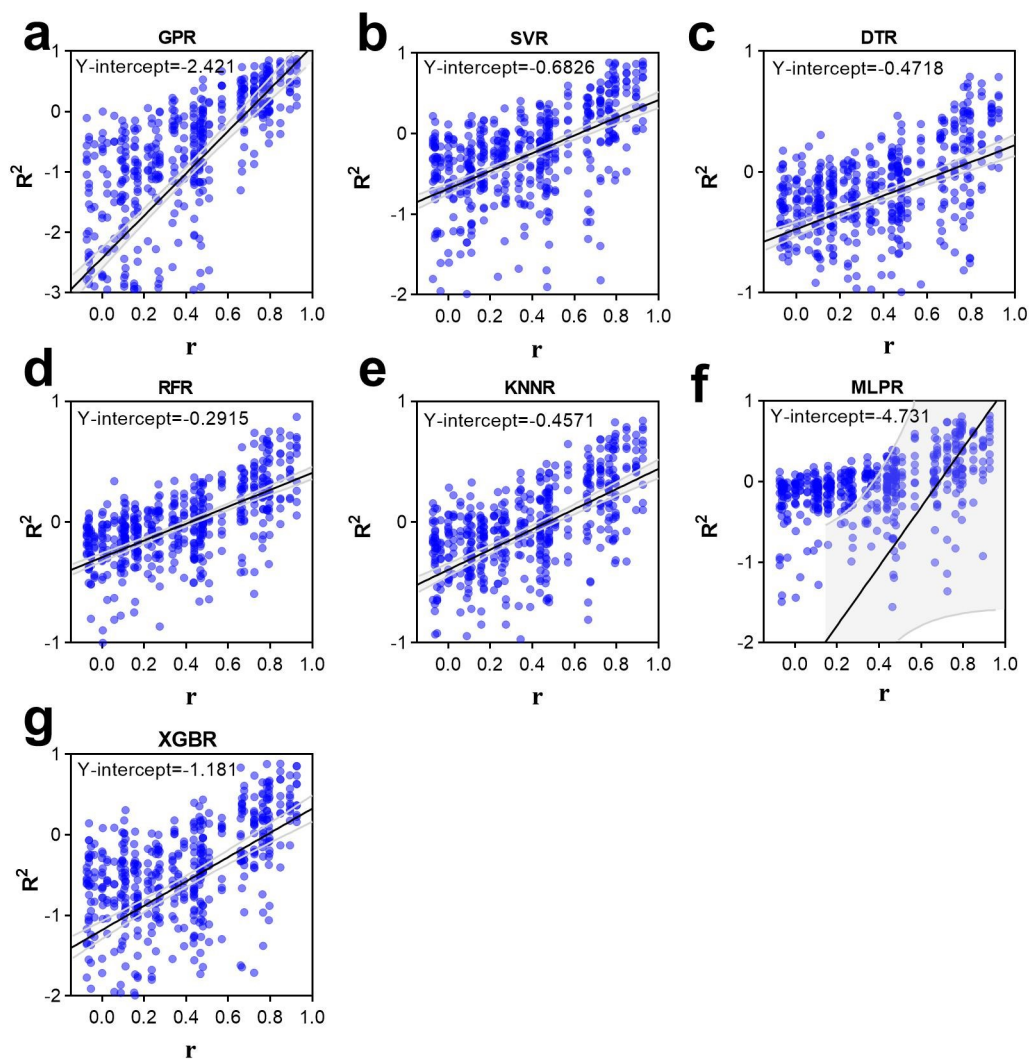 a
GPR
Y-intercept=-2.421
1
0
-1
-2
-3
R²
0.0 0.2 0.4 0.6 0.8 1.0
r
b
SVR
Y-intercept=-0.6826
1
0
-1
-2
R²
0.0 0.2 0.4 0.6 0.8 1.0
r
c
DTR
Y-intercept=-0.4718
1
0
-1
R²
0.0 0.2 0.4 0.6 0.8 1.0
r
d
RFR
Y-intercept=-0.2915
1
0
-1
R²
0.0 0.2 0.4 0.6 0.8 1.0
r
e
KNNR
Y-intercept=-0.4571
1
0
-1
R²
0.0 0.2 0.4 0.6 0.8 1.0
r
f
MLPR
Y-intercept=-4.731
1
0
-1
-2
R²
0.0 0.2 0.4 0.6 0.8 1.0
r
g
XGBR
Y-intercept=-1.181
1
0
-1
-2
R²
0.0 0.2 0.4 0.6 0.8 1.0
r